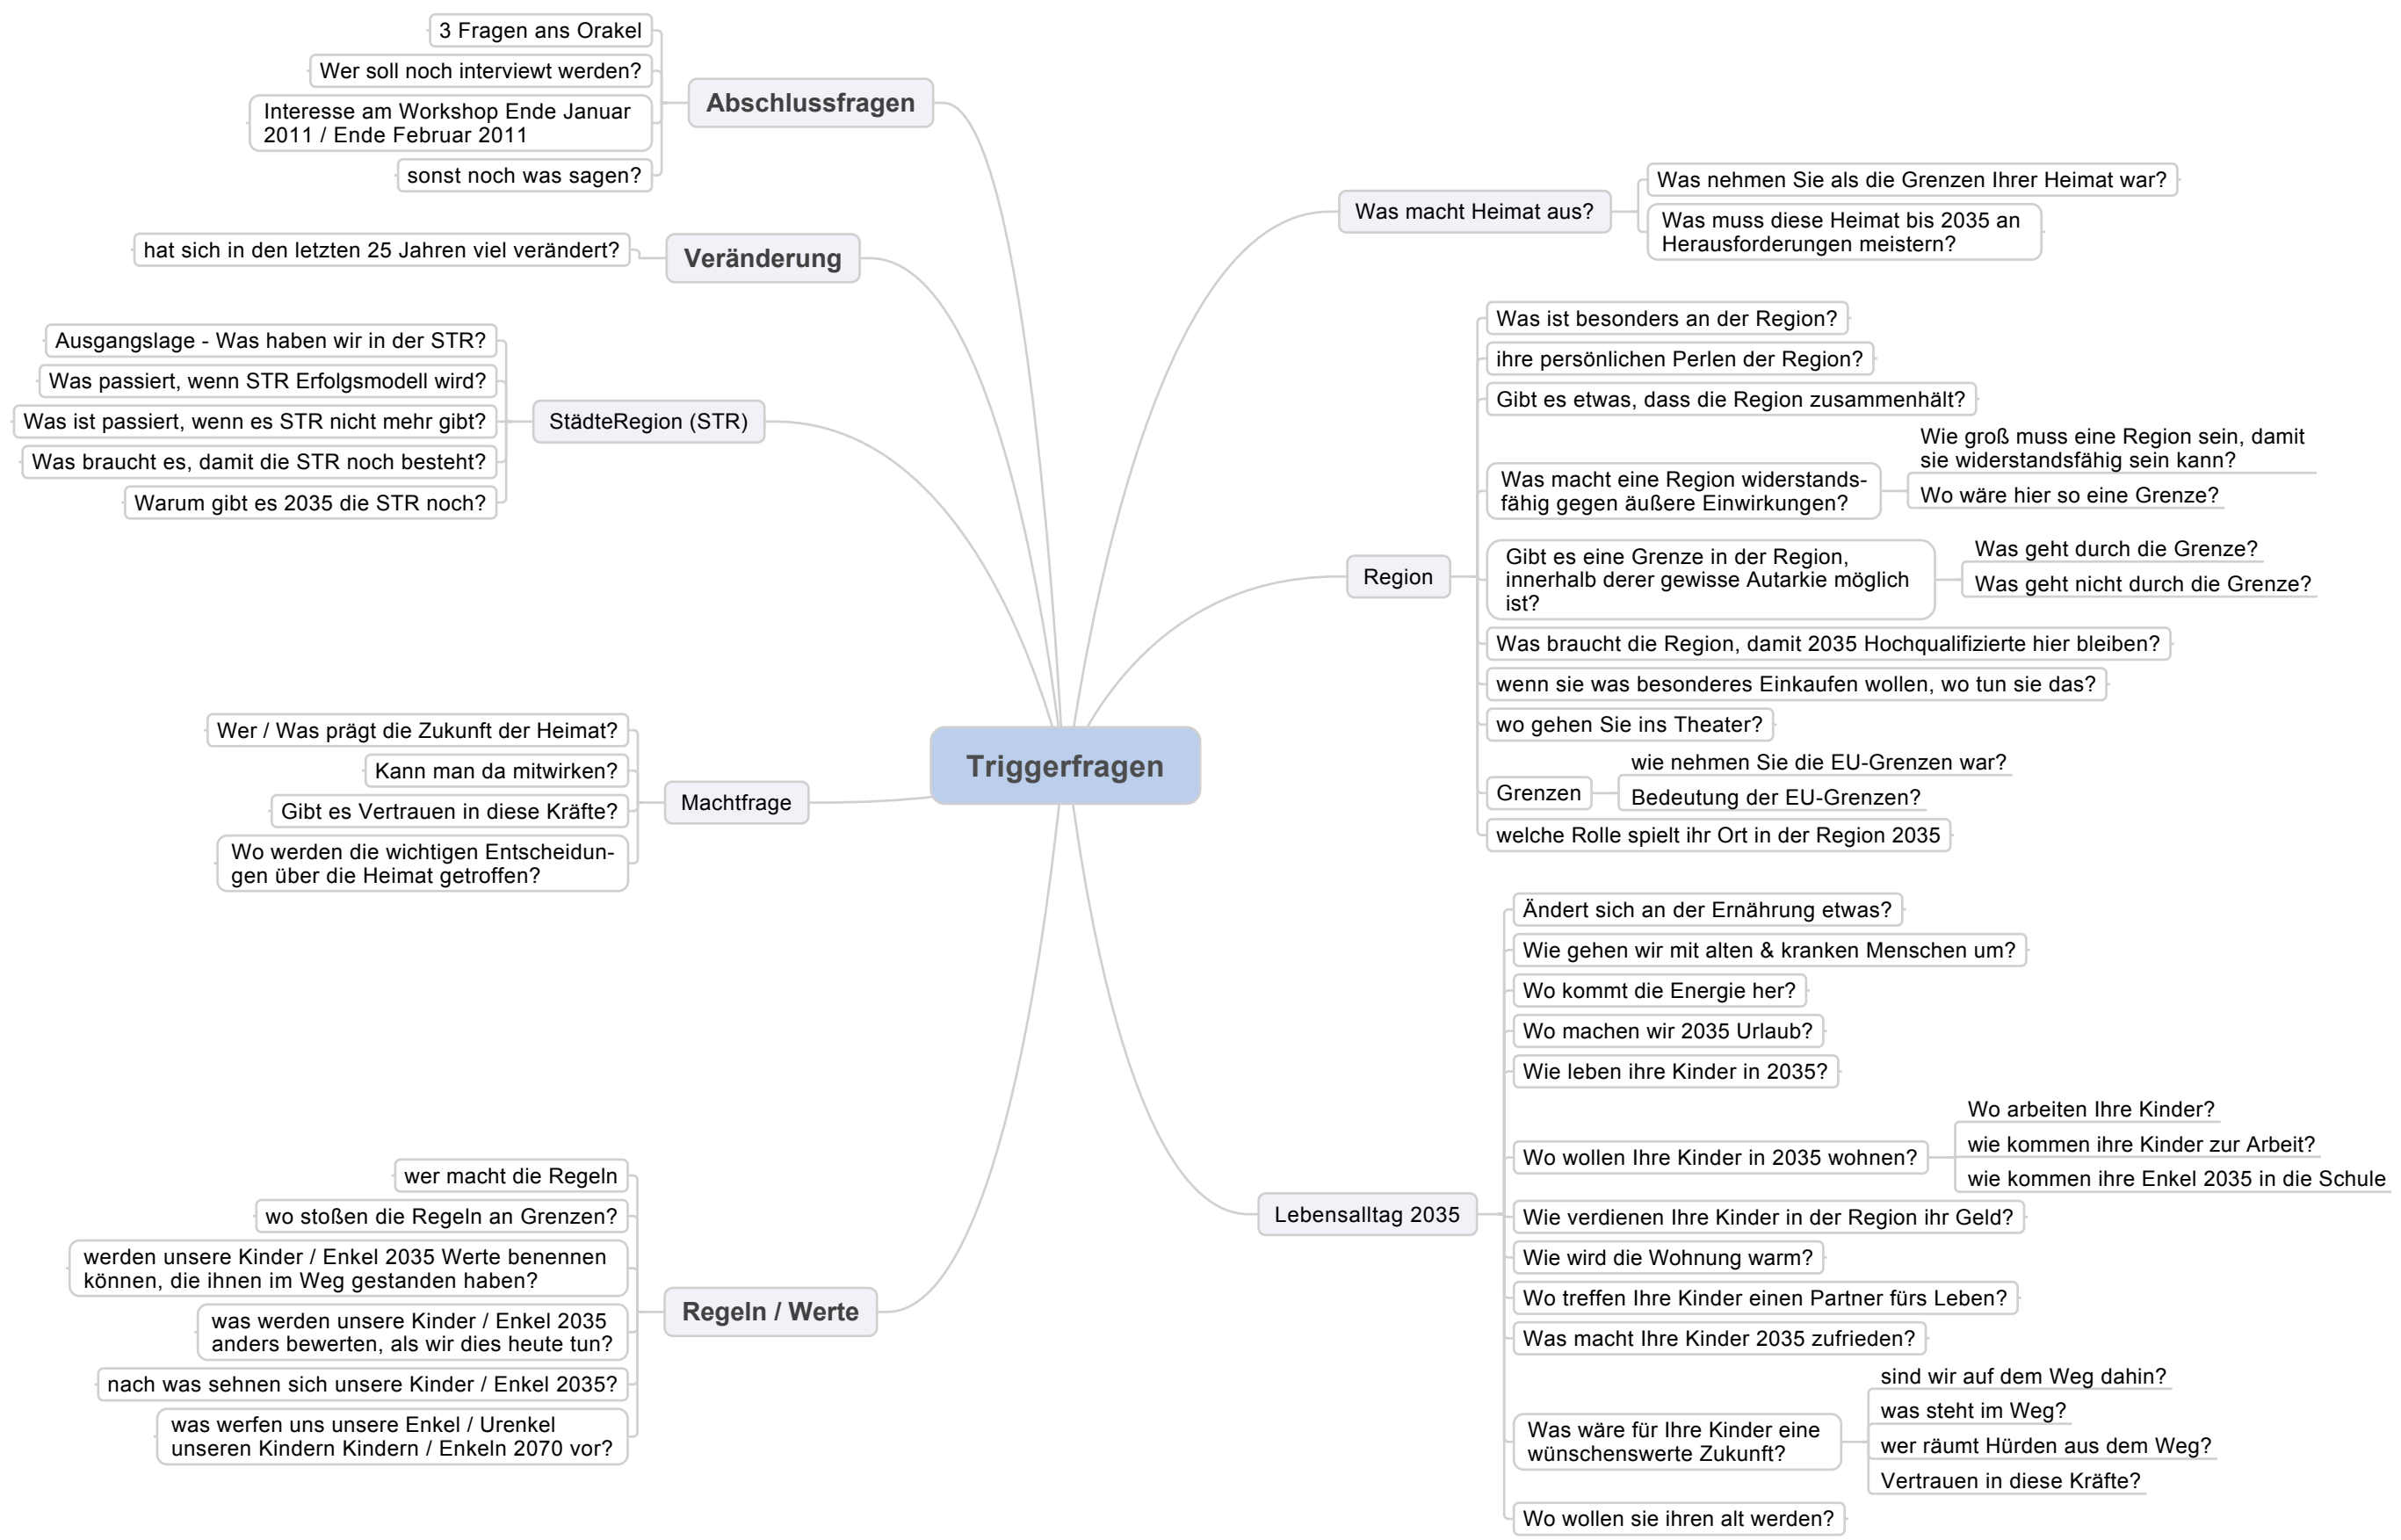 3 Fragen ans Orakel
Wer soll noch interviewt werden?
Interesse am Workshop Ende Januar
2011 / Ende Februar 2011
sonst noch was sagen?
Abschlussfragen
hat sich in den letzten 25 Jahren viel verändert?
Veränderung
Ausgangslage - Was haben wir in der STR?
Was passiert, wenn STR Erfolgsmodell wird?
Was ist passiert, wenn es STR nicht mehr gibt?
Was braucht es, damit die STR noch besteht?
Warum gibt es 2035 die STR noch?
StädteRegion (STR)
Wer / Was prägt die Zukunft der Heimat?
Kann man da mitwirken?
Gibt es Vertrauen in diese Kräfte?
Wo werden die wichtigen Entscheidun-
gen über die Heimat getroffen?
Machtfrage
wer macht die Regeln
wo stoßen die Regeln an Grenzen?
werden unsere Kinder / Enkel 2035 Werte benennen
können, die ihnen im Weg gestanden haben?
was werden unsere Kinder / Enkel 2035
anders bewerten, als wir dies heute tun?
nach was sehnen sich unsere Kinder / Enkel 2035?
was werfen uns unsere Enkel / Urenkel
unseren Kindern Kindern / Enkeln 2070 vor?
Regeln / Werte
Triggerfragen
Was macht Heimat aus?
Was nehmen Sie als die Grenzen Ihrer Heimat war?
Was muss diese Heimat bis 2035 an
Herausforderungen meistern?
Region
Was ist besonders an der Region?
ihre persönlichen Perlen der Region?
Gibt es etwas, dass die Region zusammenhält?
Was macht eine Region widerstands-
fähig gegen äußere Einwirkungen?
Wie groß muss eine Region sein, damit
sie widerstandsfähig sein kann?
Wo wäre hier so eine Grenze?
Gibt es eine Grenze in der Region,
innerhalb derer gewisse Autarkie möglich
ist?
Was geht durch die Grenze?
Was geht nicht durch die Grenze?
Was braucht die Region, damit 2035 Hochqualifizierte hier bleiben?
wenn sie was besonderes Einkaufen wollen, wo tun sie das?
wo gehen Sie ins Theater?
Grenzen
wie nehmen Sie die EU-Grenzen war?
Bedeutung der EU-Grenzen?
welche Rolle spielt ihr Ort in der Region 2035
Lebensalltag 2035
Ändert sich an der Ernährung etwas?
Wie gehen wir mit alten & kranken Menschen um?
Wo kommt die Energie her?
Wo machen wir 2035 Urlaub?
Wie leben ihre Kinder in 2035?
Wo wollen Ihre Kinder in 2035 wohnen?
Wo arbeiten Ihre Kinder?
wie kommen ihre Kinder zur Arbeit?
wie kommen ihre Enkel 2035 in die Schule
Wie verdienen Ihre Kinder in der Region ihr Geld?
Wie wird die Wohnung warm?
Wo treffen Ihre Kinder einen Partner fürs Leben?
Was macht Ihre Kinder 2035 zufrieden?
Was wäre für Ihre Kinder eine
wünschenswerte Zukunft?
sind wir auf dem Weg dahin?
was steht im Weg?
wer räumt Hürden aus dem Weg?
Vertrauen in diese Kräfte?
Wo wollen sie ihren alt werden?